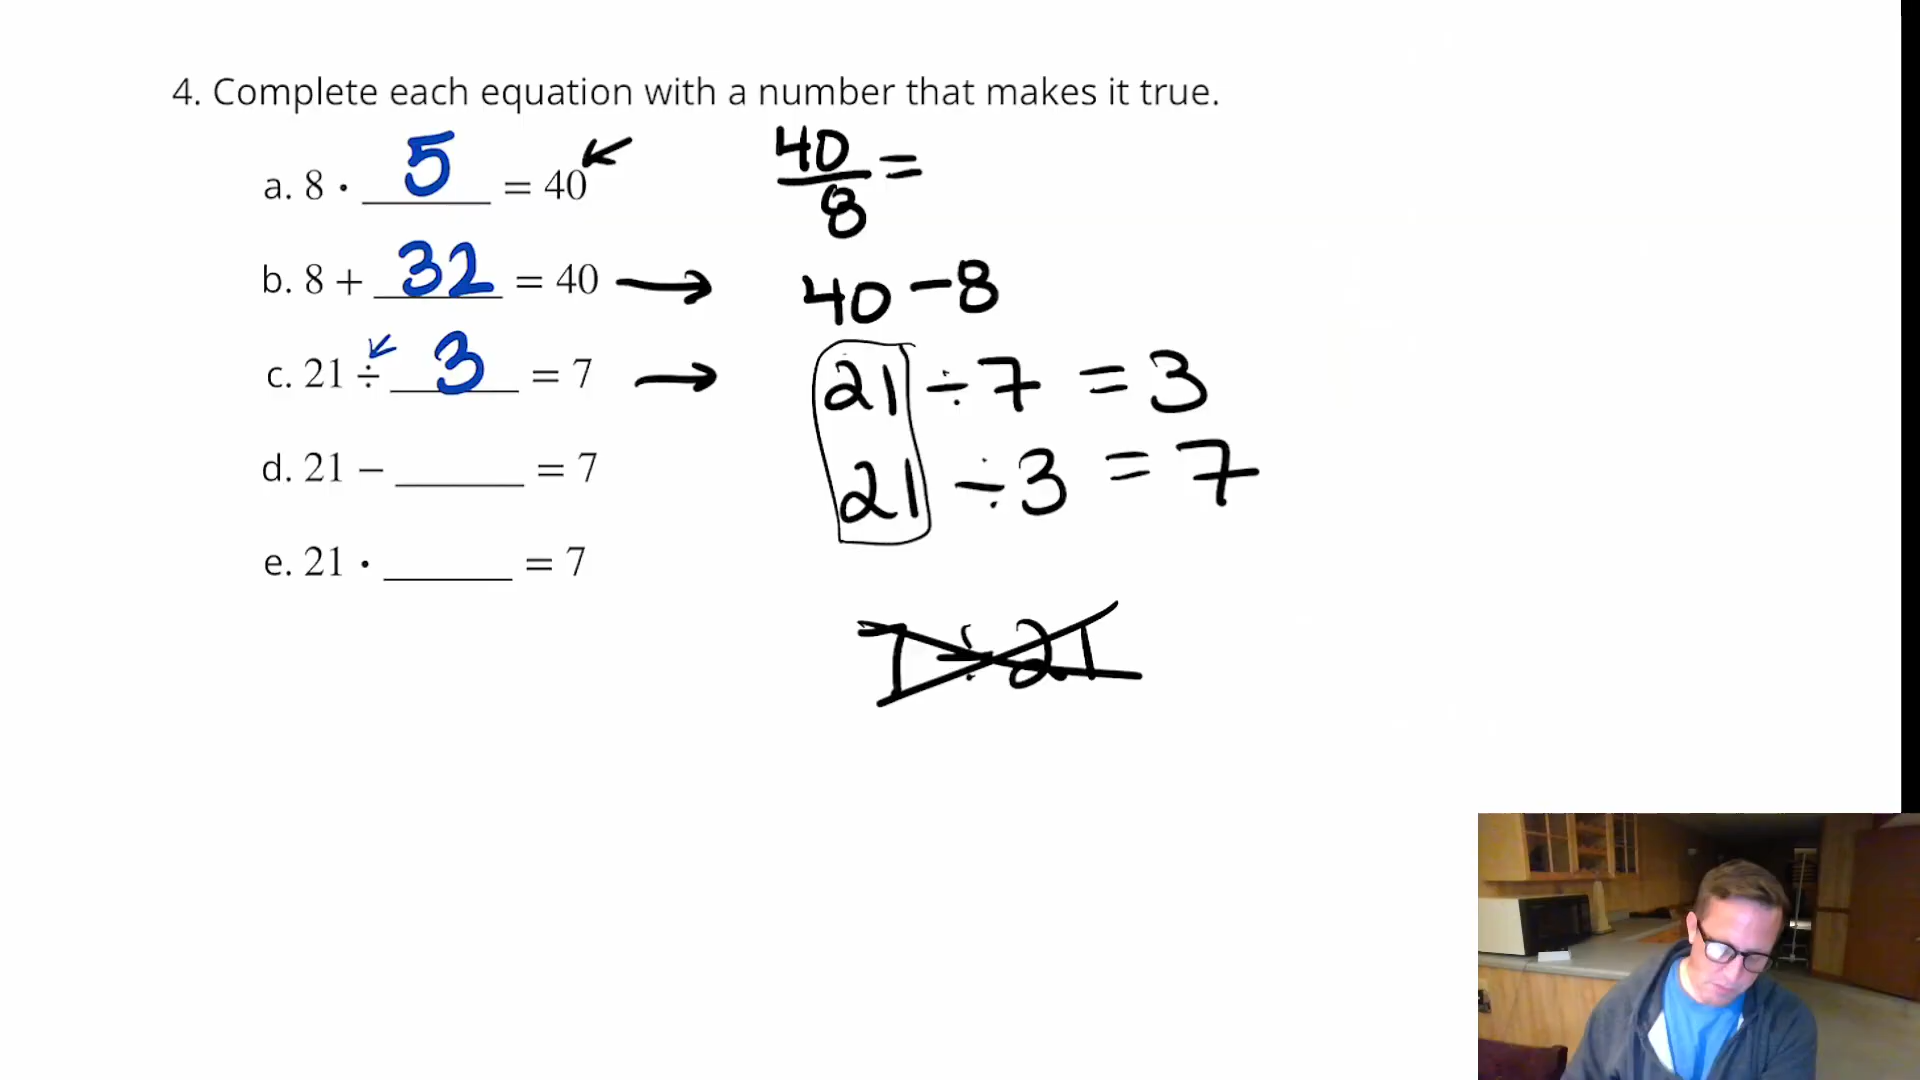 4. Complete each equation with a number that makes it true.
a. 8 · 5 = 40
b. 8 + 32 = 40
c. 21 ÷ 3 = 7
d. 21 − ______ = 7
e. 21 · ______ = 7
40/8 =
40 − 8
21 ÷ 7 = 3
21 ÷ 3 = 7
7 ÷ 21